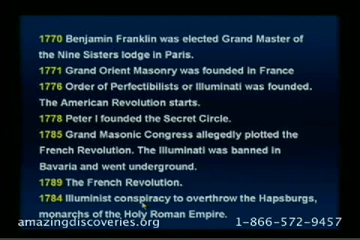 1770 Benjamin Franklin was elected Grand Master of
the Nine Sisters lodge in Paris.
1771 Grand Orient Masonry was founded in France
1776 Order of Perfectibilists or Illuminati was founded.
The American Revolution starts.
1778 Peter I founded the Secret Circle.
1785 Grand Masonic Congress allegedly plotted the
French Revolution. The Illuminati was banned in
Bavaria and went underground.
1789 The French Revolution.
1784 Illuminist conspiracy to overthrow the Hapsburgs,
monarchs of the Holy Roman Empire.
amazingdiscoveries.org 1-866-572-9457